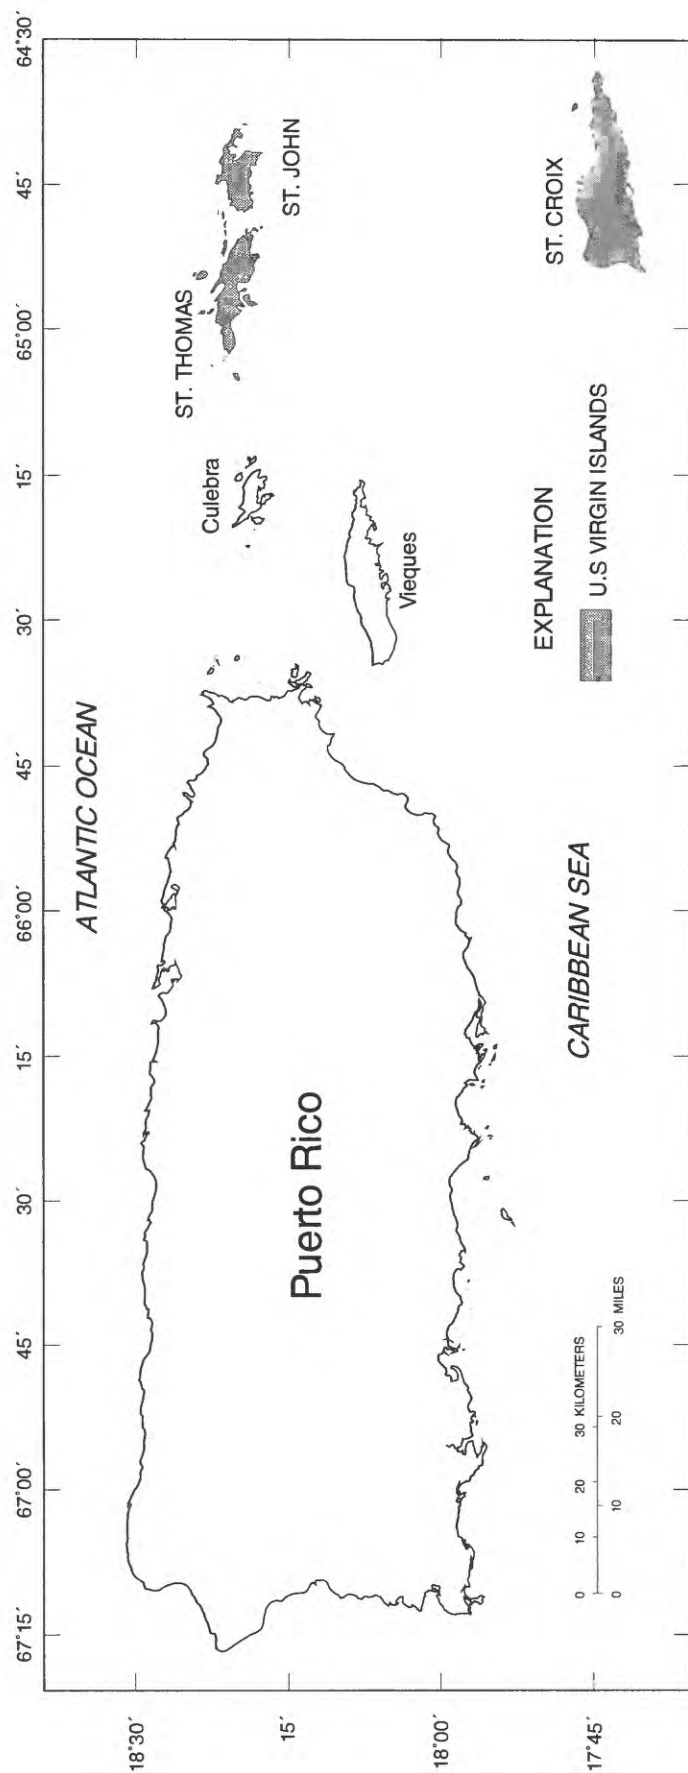 67°15′
67°00′
45′
30′
15′
66°00′
45′
30′
15′
65°00′
45′
64°30′
18°30′
15′
18°00′
17°45′
ATLANTIC OCEAN
ST. THOMAS
ST. JOHN
Culebra
Puerto Rico
Vieques
CARIBBEAN SEA
ST. CROIX
EXPLANATION
U.S VIRGIN ISLANDS
0 10 20 30 KILOMETERS
0 10 20 30 MILES